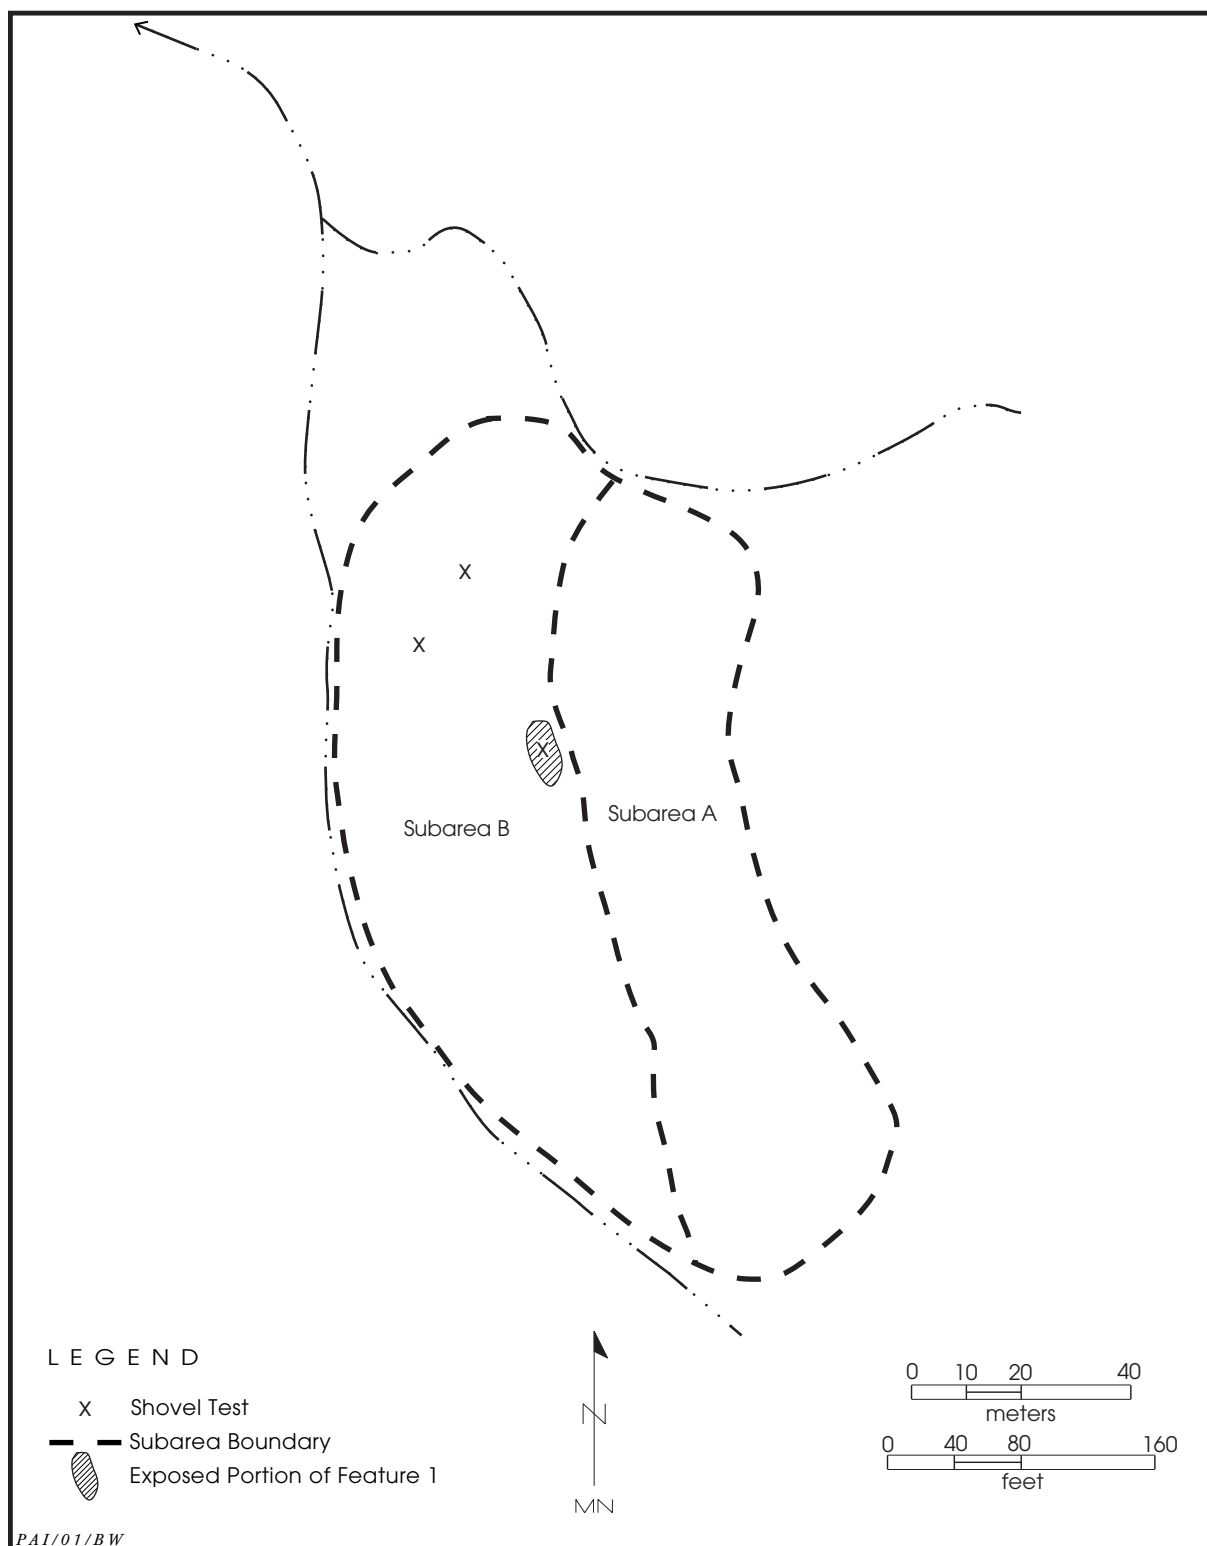 X
X
X
Subarea A
Subarea B
L E G E N D
X Shovel Test
Subarea Boundary
Exposed Portion of Feature 1
N
MN
0 10 20 40
meters
0 40 80 160
feet
PAI/01/BW